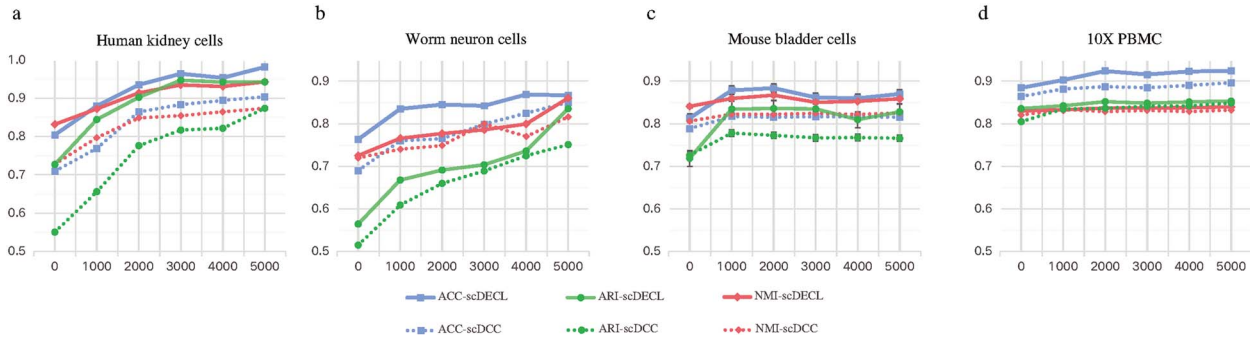 a b c d
Human kidney cells Worm neuron cells Mouse bladder cells 10X PBMC
1.0
0.9
0.8
0.7
0.6
0.5
0 1000 2000 3000 4000 5000
0.9
0.8
0.7
0.6
0.5
0 1000 2000 3000 4000 5000
0.9
0.8
0.7
0.6
0.5
0 1000 2000 3000 4000 5000
0.9
0.8
0.7
0.6
0.5
0 1000 2000 3000 4000 5000
ACC-scDECL ARI-scDECL NMI-scDECL
ACC-scDCC ARI-scDCC NMI-scDCC